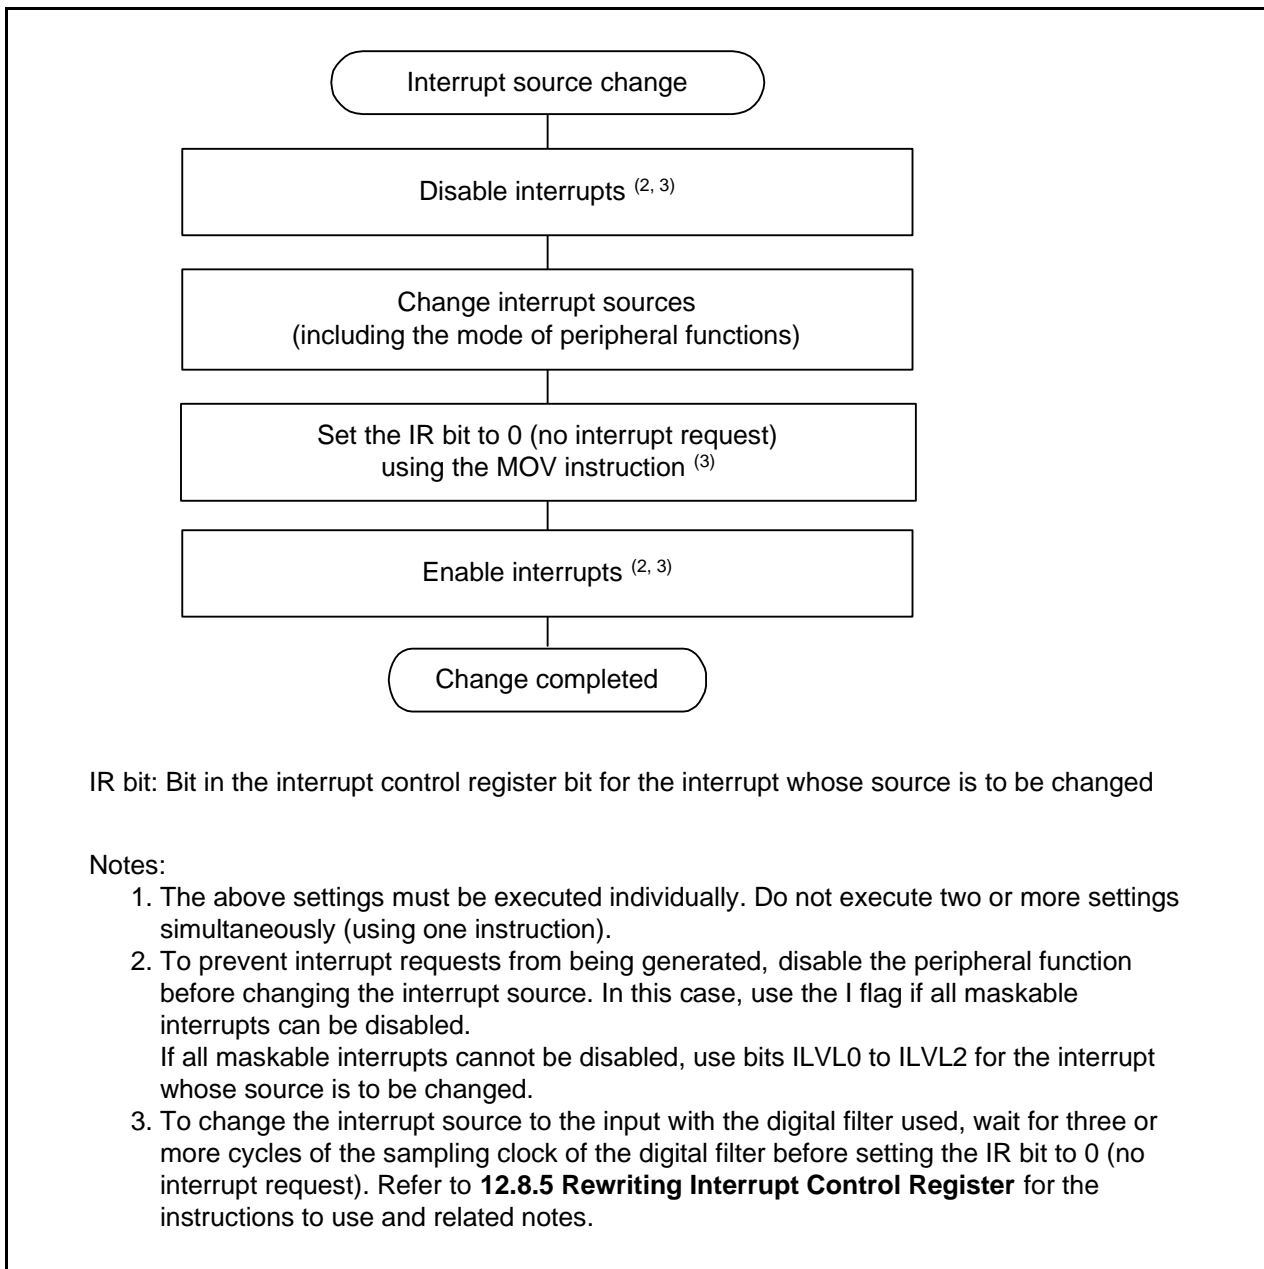 Interrupt source change
Disable interrupts (2, 3)
Change interrupt sources
(including the mode of peripheral functions)
Set the IR bit to 0 (no interrupt request)
using the MOV instruction (3)
Enable interrupts (2, 3)
Change completed
IR bit: Bit in the interrupt control register bit for the interrupt whose source is to be changed
Notes:
1. The above settings must be executed individually. Do not execute two or more settings
simultaneously (using one instruction).
2. To prevent interrupt requests from being generated, disable the peripheral function
before changing the interrupt source. In this case, use the I flag if all maskable
interrupts can be disabled.
If all maskable interrupts cannot be disabled, use bits ILVL0 to ILVL2 for the interrupt
whose source is to be changed.
3. To change the interrupt source to the input with the digital filter used, wait for three or
more cycles of the sampling clock of the digital filter before setting the IR bit to 0 (no
interrupt request). Refer to 12.8.5 Rewriting Interrupt Control Register for the
instructions to use and related notes.